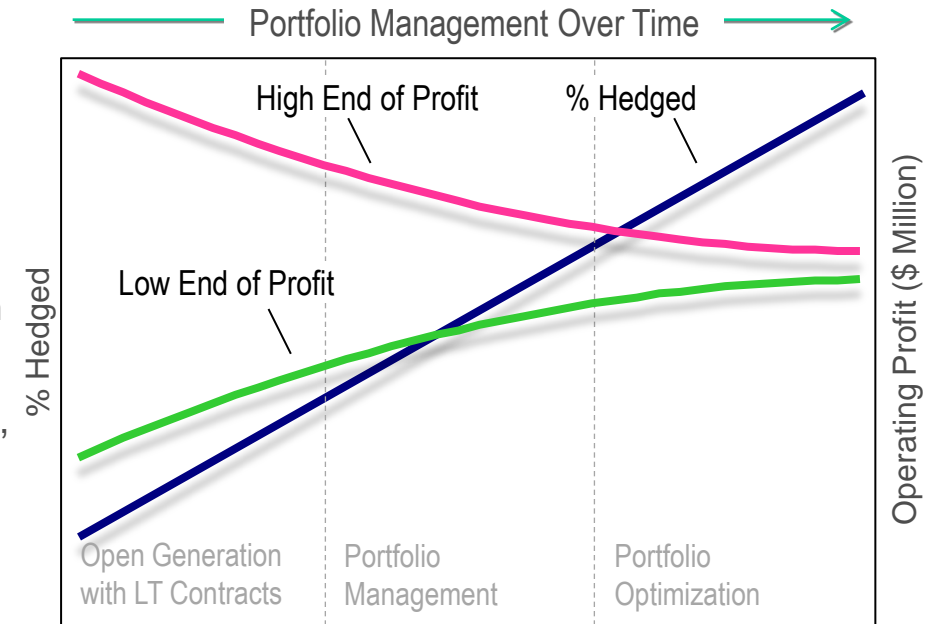 Portfolio Management Over Time
High End of Profit
% Hedged
Low End of Profit
% Hedged
Operating Profit ($ Million)
Open Generation
with LT Contracts
Portfolio
Management
Portfolio
Optimization